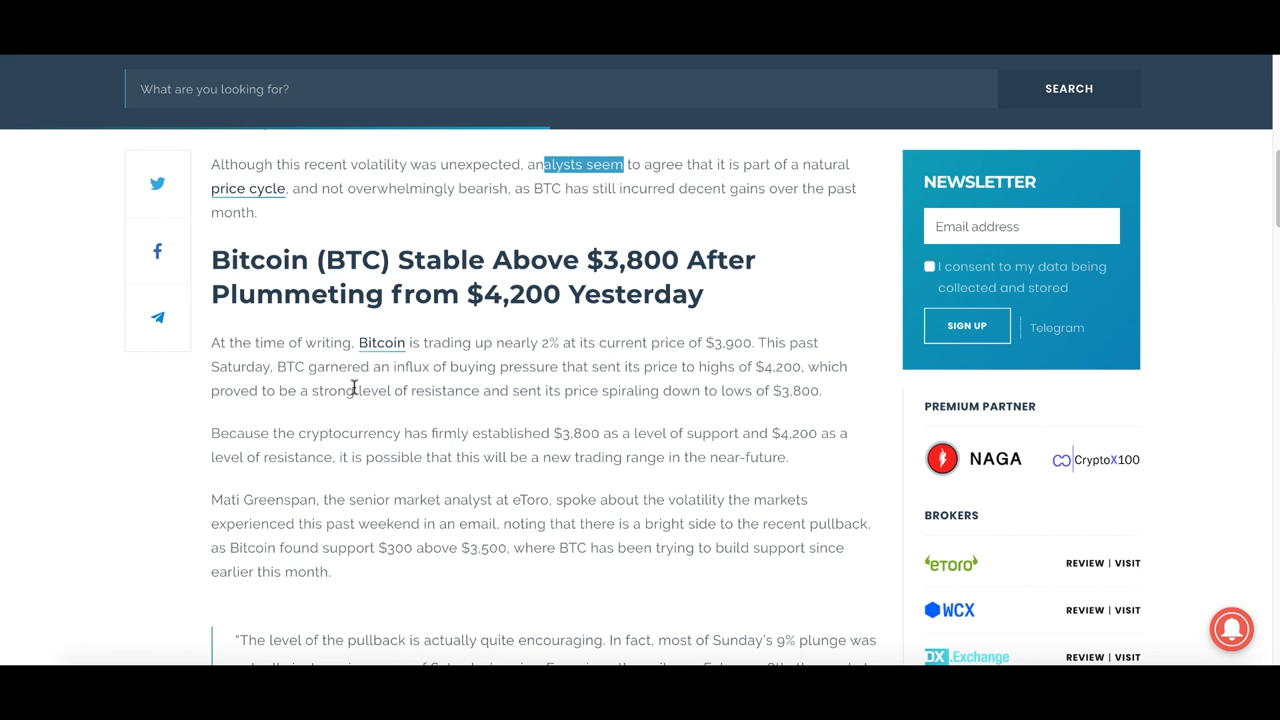 What are you looking for?
SEARCH
Although this recent volatility was unexpected, analysts seem to agree that it is part of a natural
price cycle, and not overwhelmingly bearish, as BTC has still incurred decent gains over the past
month.
Bitcoin (BTC) Stable Above $3,800 After
Plummeting from $4,200 Yesterday
At the time of writing, Bitcoin is trading up nearly 2% at its current price of $3,900. This past
Saturday, BTC garnered an influx of buying pressure that sent its price to highs of $4,200, which
proved to be a strong level of resistance and sent its price spiraling down to lows of $3,800.
Because the cryptocurrency has firmly established $3,800 as a level of support and $4,200 as a
level of resistance, it is possible that this will be a new trading range in the near-future.
Mati Greenspan, the senior market analyst at eToro, spoke about the volatility the markets
experienced this past weekend in an email, noting that there is a bright side to the recent pullback,
as Bitcoin found support $300 above $3,500, where BTC has been trying to build support since
earlier this month.
"The level of the pullback is actually quite encouraging. In fact, most of Sunday's 9% plunge was
NEWSLETTER
Email address
I consent to my data being
collected and stored
SIGN UP
Telegram
PREMIUM PARTNER
NAGA
CryptoX100
BROKERS
eToro
REVIEW | VISIT
WCX
REVIEW | VISIT
DX.Exchange
REVIEW | VISIT